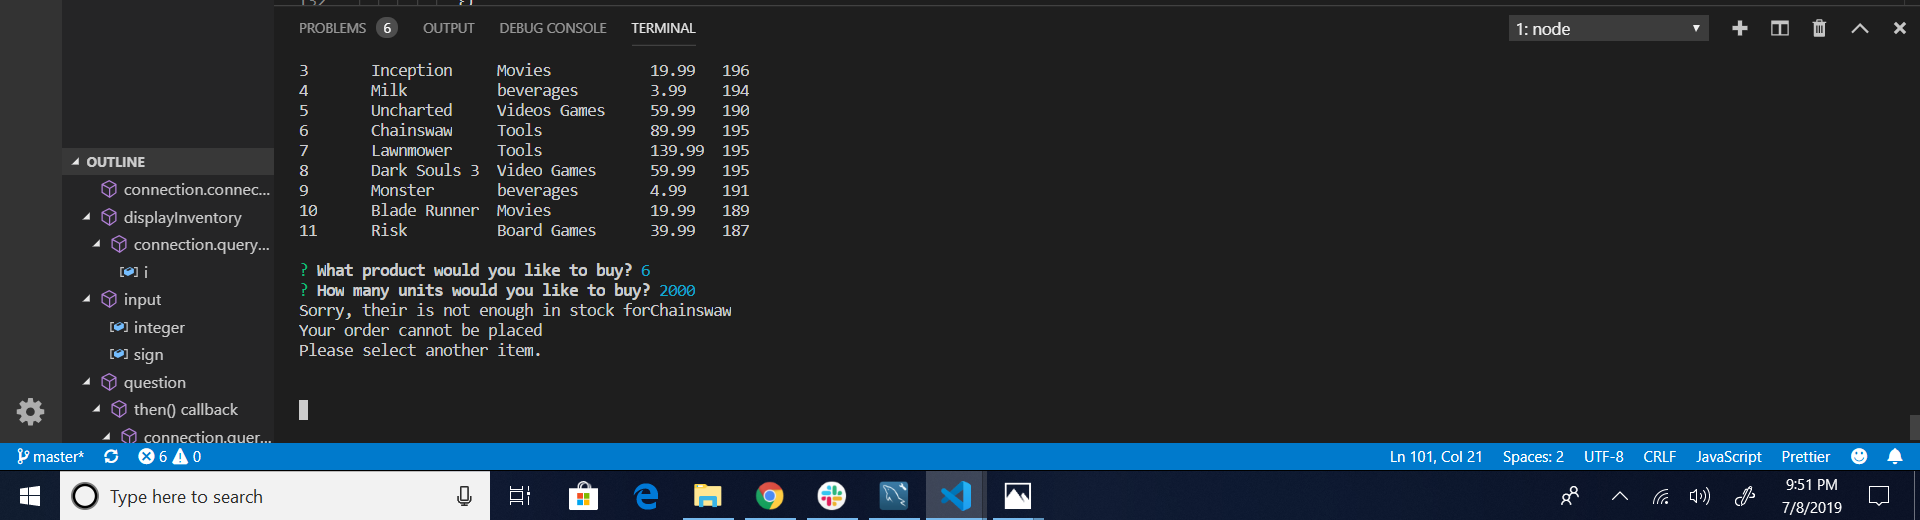 132 });
PROBLEMS 6 OUTPUT DEBUG CONSOLE TERMINAL 1: node
3 Inception Movies 19.99 196
4 Milk beverages 3.99 194
5 Uncharted Videos Games 59.99 190
6 Chainswaw Tools 89.99 195
7 Lawnmower Tools 139.99 195
8 Dark Souls 3 Video Games 59.99 195
9 Monster beverages 4.99 191
10 Blade Runner Movies 19.99 189
11 Risk Board Games 39.99 187
? What product would you like to buy? 6
? How many units would you like to buy? 2000
Sorry, their is not enough in stock forChainswaw
Your order cannot be placed
Please select another item.
OUTLINE
connection.connec...
displayInventory
connection.query...
i
input
integer
sign
question
then() callback
connection.quer...
master* 6 0 Ln 101, Col 21 Spaces: 2 UTF-8 CRLF JavaScript Prettier
Type here to search
9:51 PM
7/8/2019